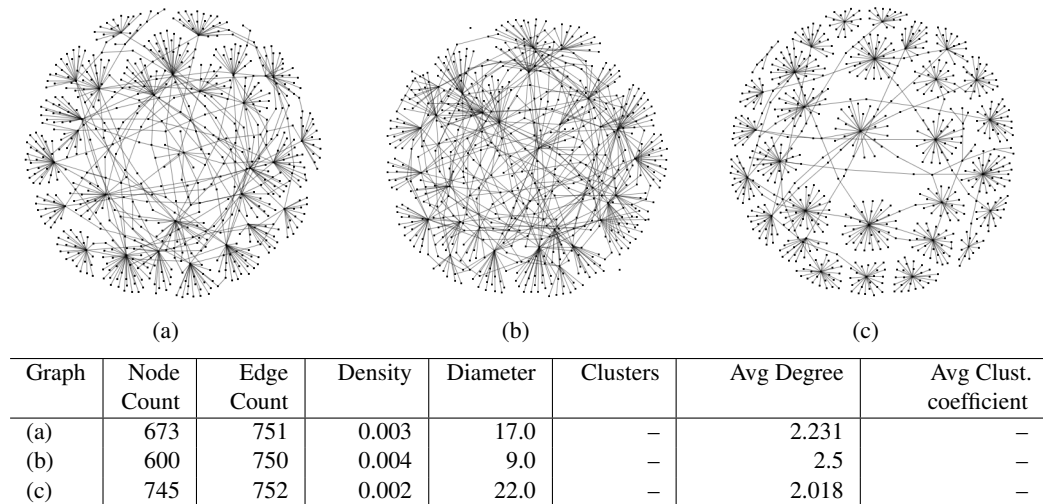 (a) (b) (c)
Graph Node Edge Density Diameter Clusters Avg Degree Avg Clust.
Count Count coefficient
(a) 673 751 0.003 17.0 – 2.231 –
(b) 600 750 0.004 9.0 – 2.5 –
(c) 745 752 0.002 22.0 – 2.018 –